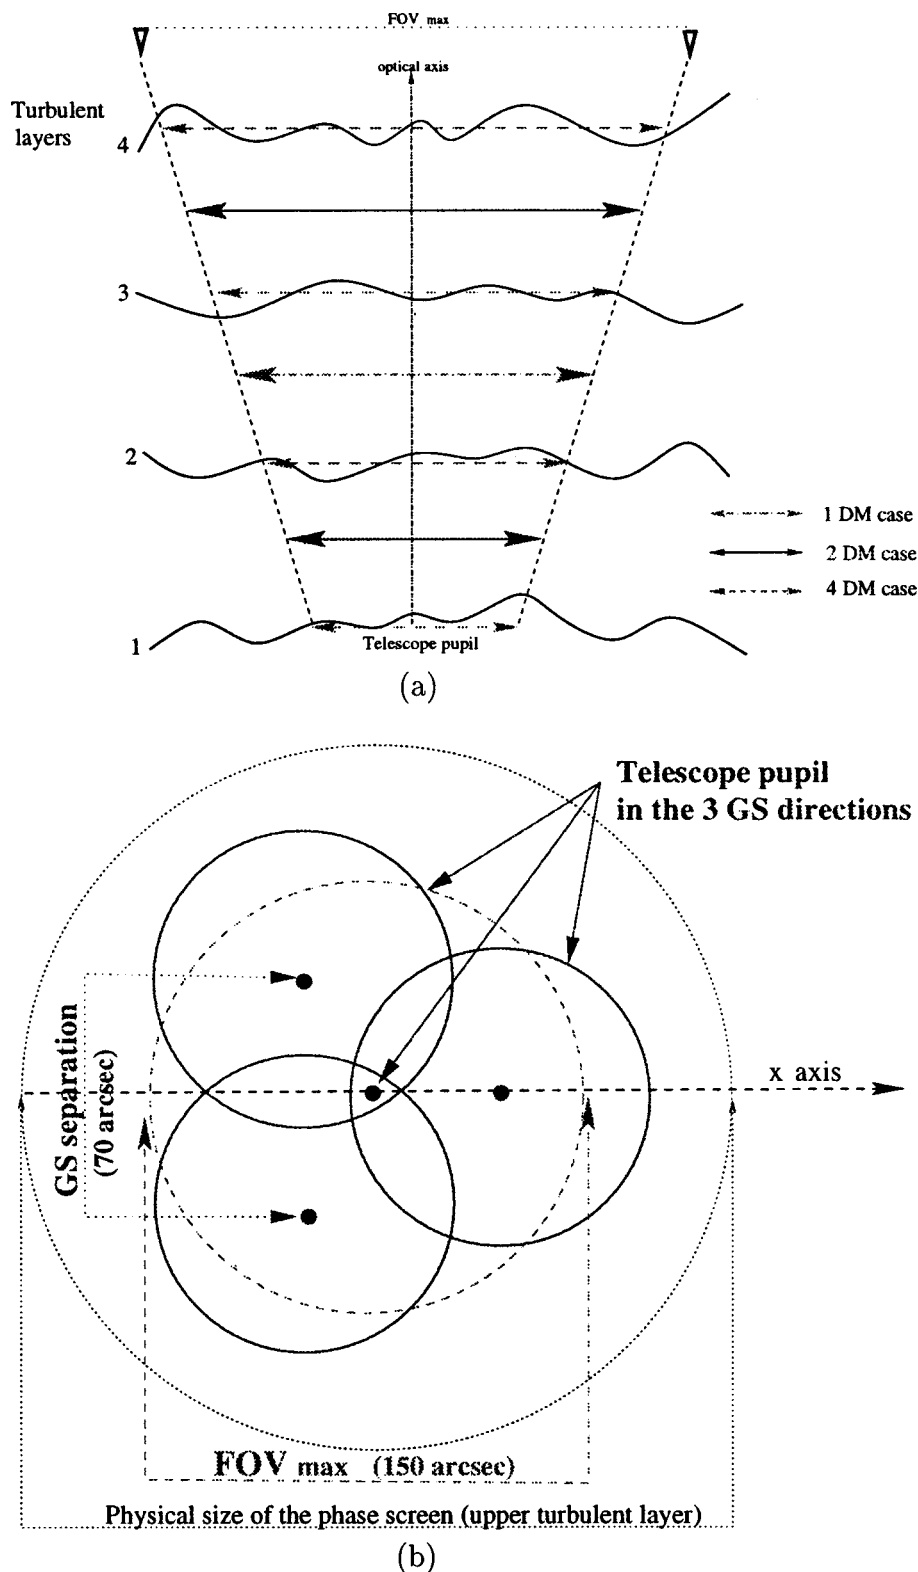 FOV max
optical axis
Turbulent
layers
4
3
2
1 DM case
2 DM case
4 DM case
1
Telescope pupil
(a)
Telescope pupil
in the 3 GS directions
GS separation
(70 arcsec)
x axis
FOV max (150 arcsec)
Physical size of the phase screen (upper turbulent layer)
(b)